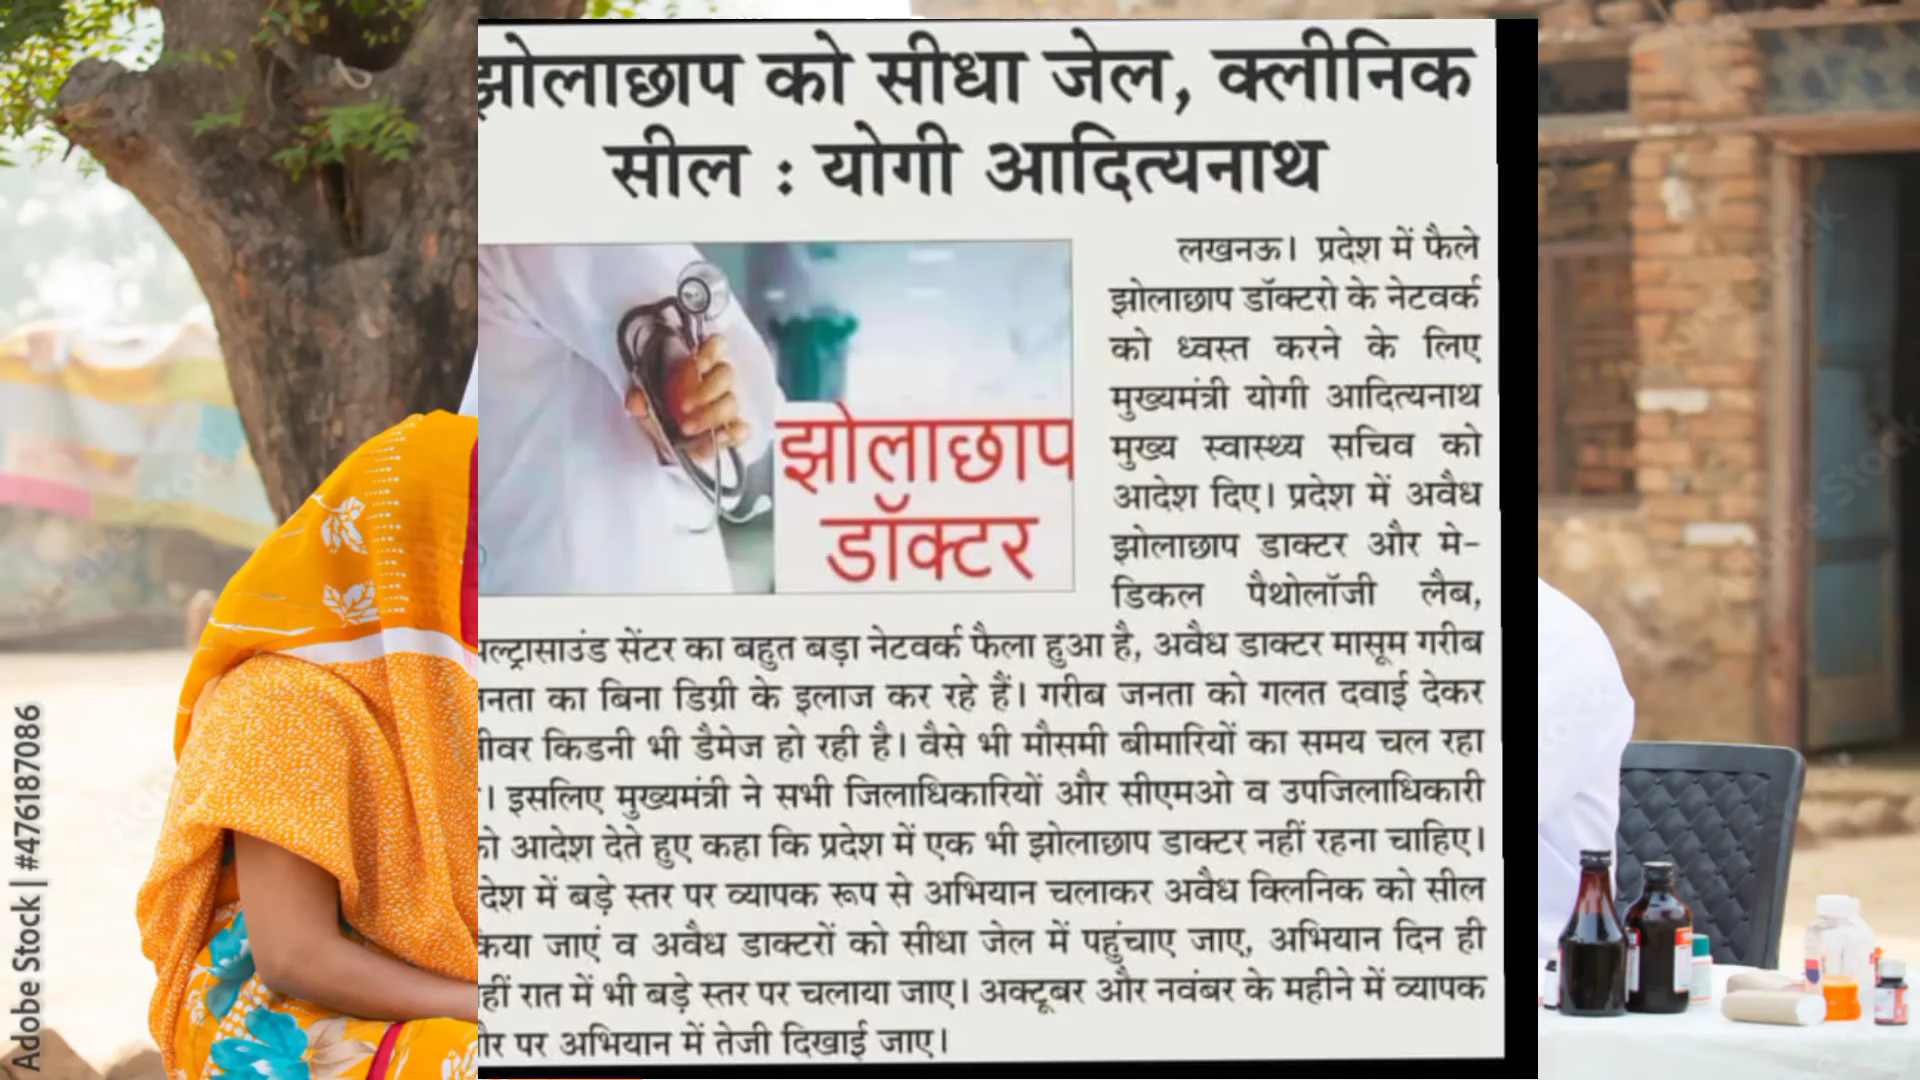 झोलाछाप को सीधा जेल, क्लीनिक
सील : योगी आदित्यनाथ
लखनऊ। प्रदेश में फैले
झोलाछाप डॉक्टरो के नेटवर्क
को ध्वस्त करने के लिए
मुख्यमंत्री योगी आदित्यनाथ
मुख्य स्वास्थ्य सचिव को
आदेश दिए। प्रदेश में अवैध
झोलाछाप डाक्टर और मे-
डिकल पैथोलॉजी लैब,
झोलाछाप
डॉक्टर
सेंटर का बहुत बड़ा नेटवर्क फैला हुआ है, अवैध डाक्टर मासूम गरीब
का बिना डिग्री के इलाज कर रहे हैं। गरीब जनता को गलत दवाई देकर
किडनी भी डैमेज हो रही है। वैसे भी मौसमी बीमारियों का समय चल रहा
। इसलिए मुख्यमंत्री ने सभी जिलाधिकारियों और सीएमओ व उपजिलाधिकारी
आदेश देते हुए कहा कि प्रदेश में एक भी झोलाछाप डाक्टर नहीं रहना चाहिए।
में बड़े स्तर पर व्यापक रूप से अभियान चलाकर अवैध क्लिनिक को सील
जाएं व अवैध डाक्टरों को सीधा जेल में पहुंचाए जाए, अभियान दिन ही
रात में भी बड़े स्तर पर चलाया जाए। अक्टूबर और नवंबर के महीने में व्यापक
पर अभियान में तेजी दिखाई जाए।
Adobe Stock | #476187086